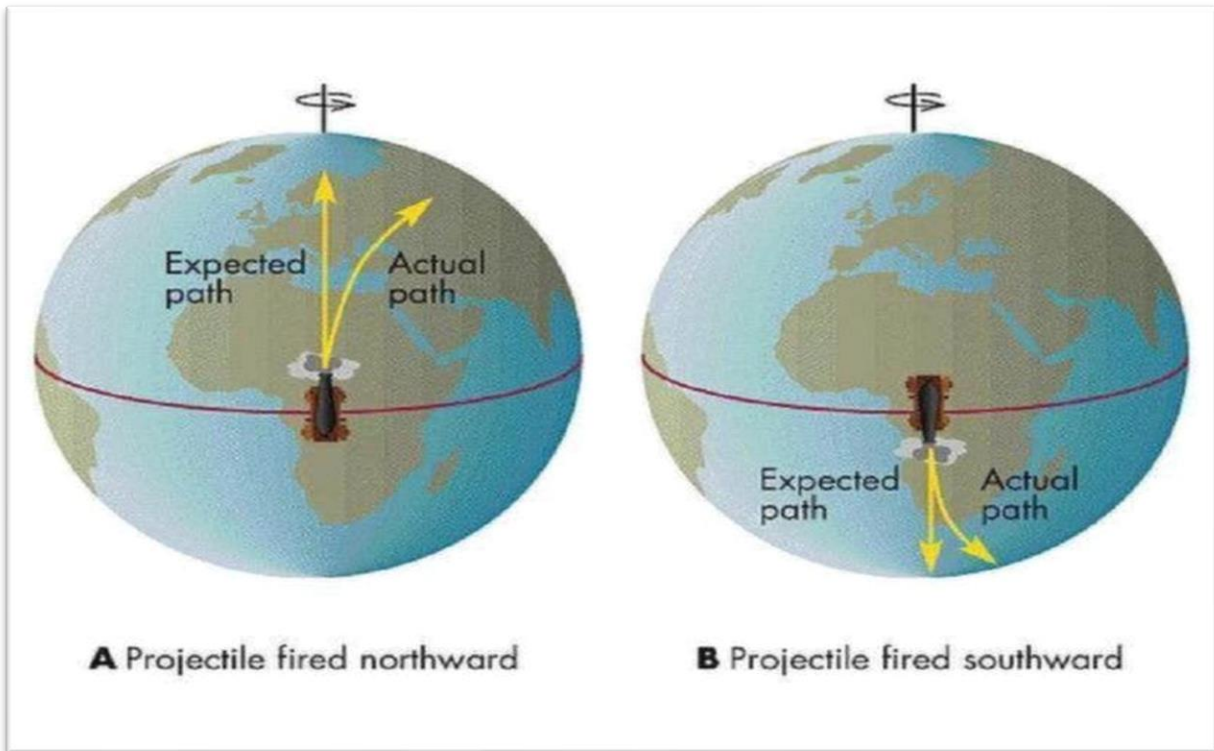 Expected
path
Actual
path
Expected
path
Actual
path
A Projectile fired northward
B Projectile fired southward